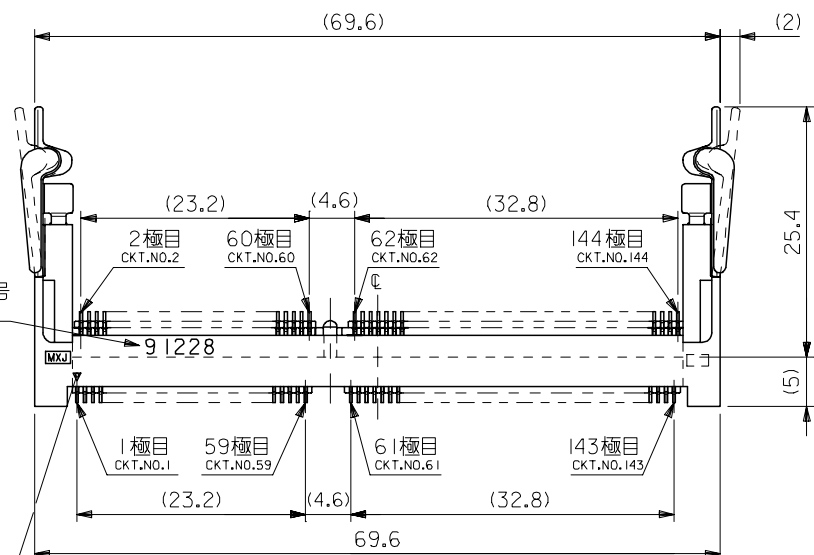 (69.6)
(2)
(23.2)
(4.6)
(32.8)
25.4
2極目
CKT.NO.2
60極目
CKT.NO.60
62極目
CKT.NO.62
144極目
CKT.NO.144
℄
号
91228
MXJ
(5)
1極目
CKT.NO.1
59極目
CKT.NO.59
61極目
CKT.NO.61
143極目
CKT.NO.143
(23.2)
(4.6)
(32.8)
69.6